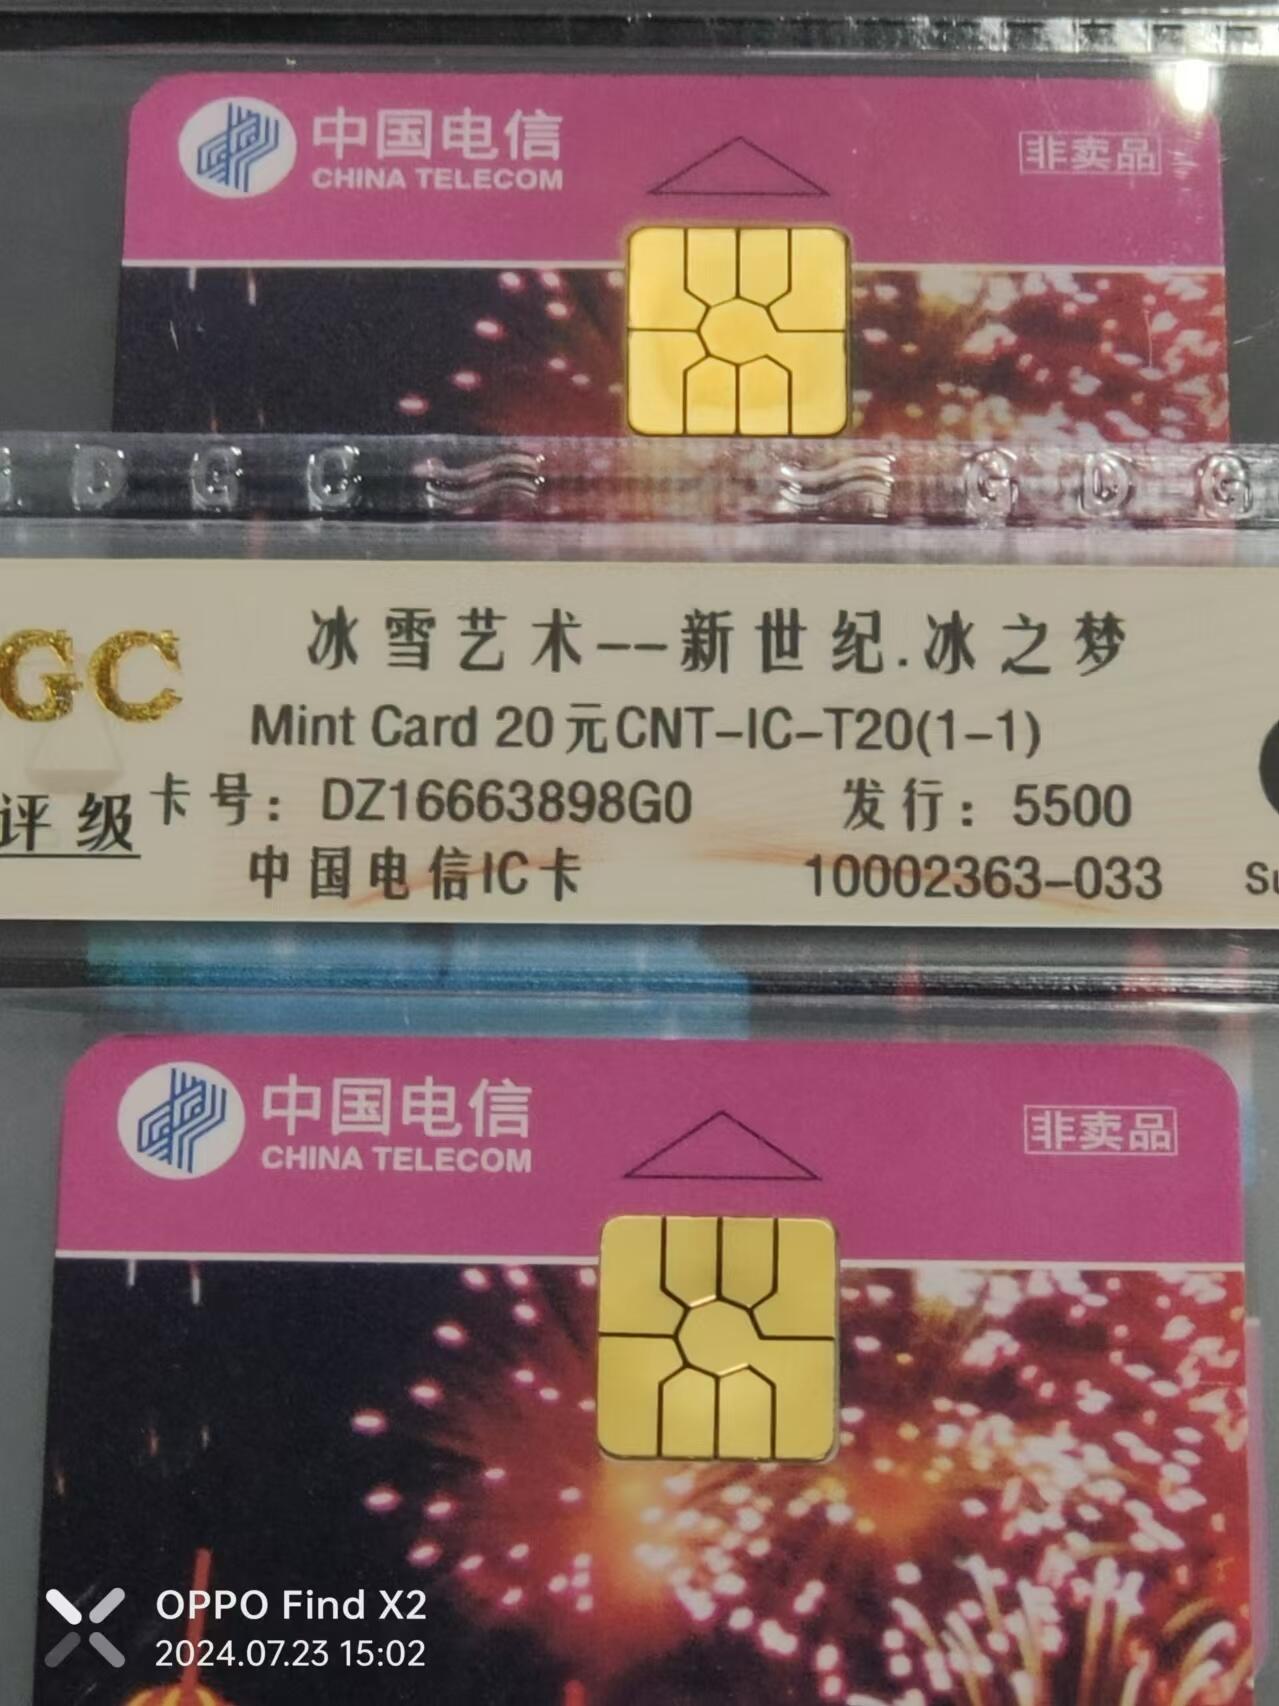 中国电信
CHINA TELECOM
非卖品
D G C G D G
GC
冰雪艺术--新世纪.冰之梦
Mint Card 20元CNT-IC-T20(1-1)
评级
卡号: DZ16663898G0 发行: 5500
中国电信IC卡 10002363-033
中国电信
CHINA TELECOM
非卖品
OPPO Find X2
2024.07.23 15:02